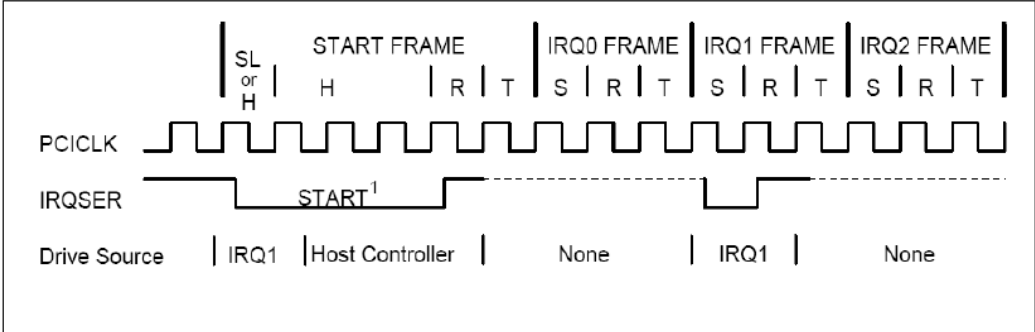 START FRAME IRQ0 FRAME IRQ1 FRAME IRQ2 FRAME
SL
or
H
H R T S R T S R T S R T
PCICLK
IRQSER START1
Drive Source IRQ1 Host Controller None IRQ1 None